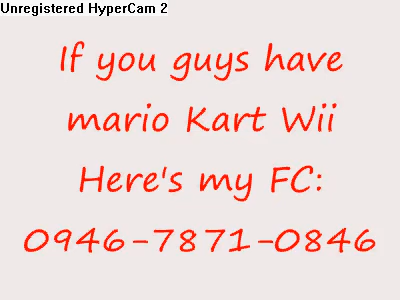 Unregistered HyperCam 2
If you guys have
mario Kart Wii
Here's my FC:
0946-7871-0846